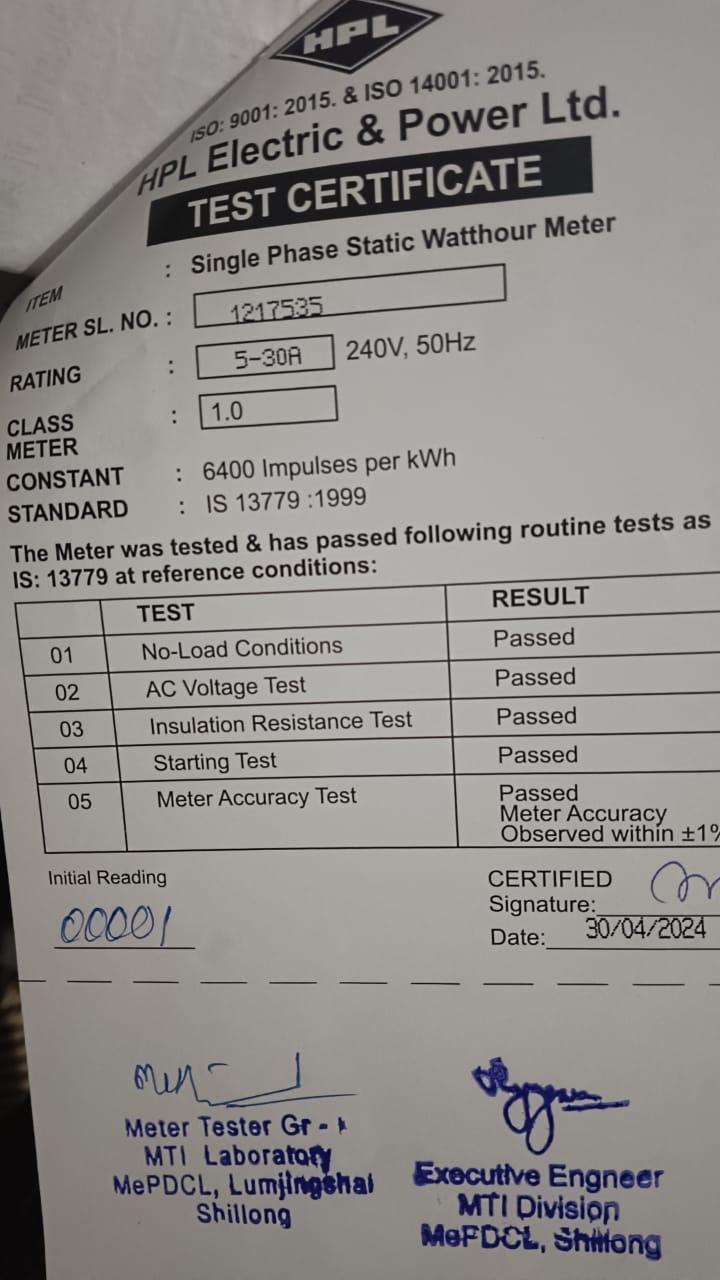 HPL
ISO: 9001: 2015. & ISO 14001: 2015.
HPL Electric & Power Ltd.
TEST CERTIFICATE
ITEM : Single Phase Static Watthour Meter
METER SL. NO. : 1217535
RATING : 5-30A 240V, 50Hz
CLASS : 1.0
METER
CONSTANT : 6400 Impulses per kWh
STANDARD : IS 13779 :1999
The Meter was tested & has passed following routine tests as
IS: 13779 at reference conditions:
TEST RESULT
01 No-Load Conditions Passed
02 AC Voltage Test Passed
03 Insulation Resistance Test Passed
04 Starting Test Passed
05 Meter Accuracy Test Passed
Meter Accuracy
Observed within ±1%
Initial Reading
00001
CERTIFIED
Signature:
Date: 30/04/2024
Meter Tester Gr -
MTI Laboratory
MePDCL, Lumjingshai
Shillong
Executive Engneer
MTI Division
MePDCL, Shillong